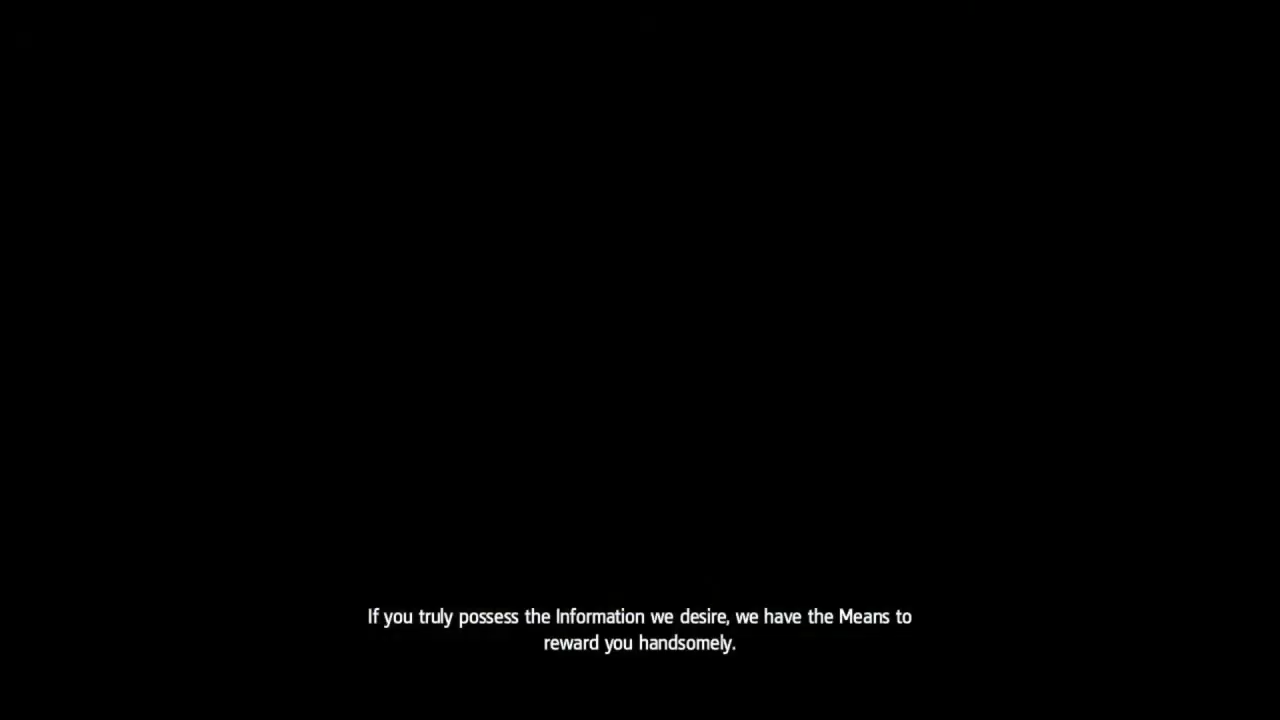 If you truly possess the Information we desire, we have the Means to
reward you handsomely.